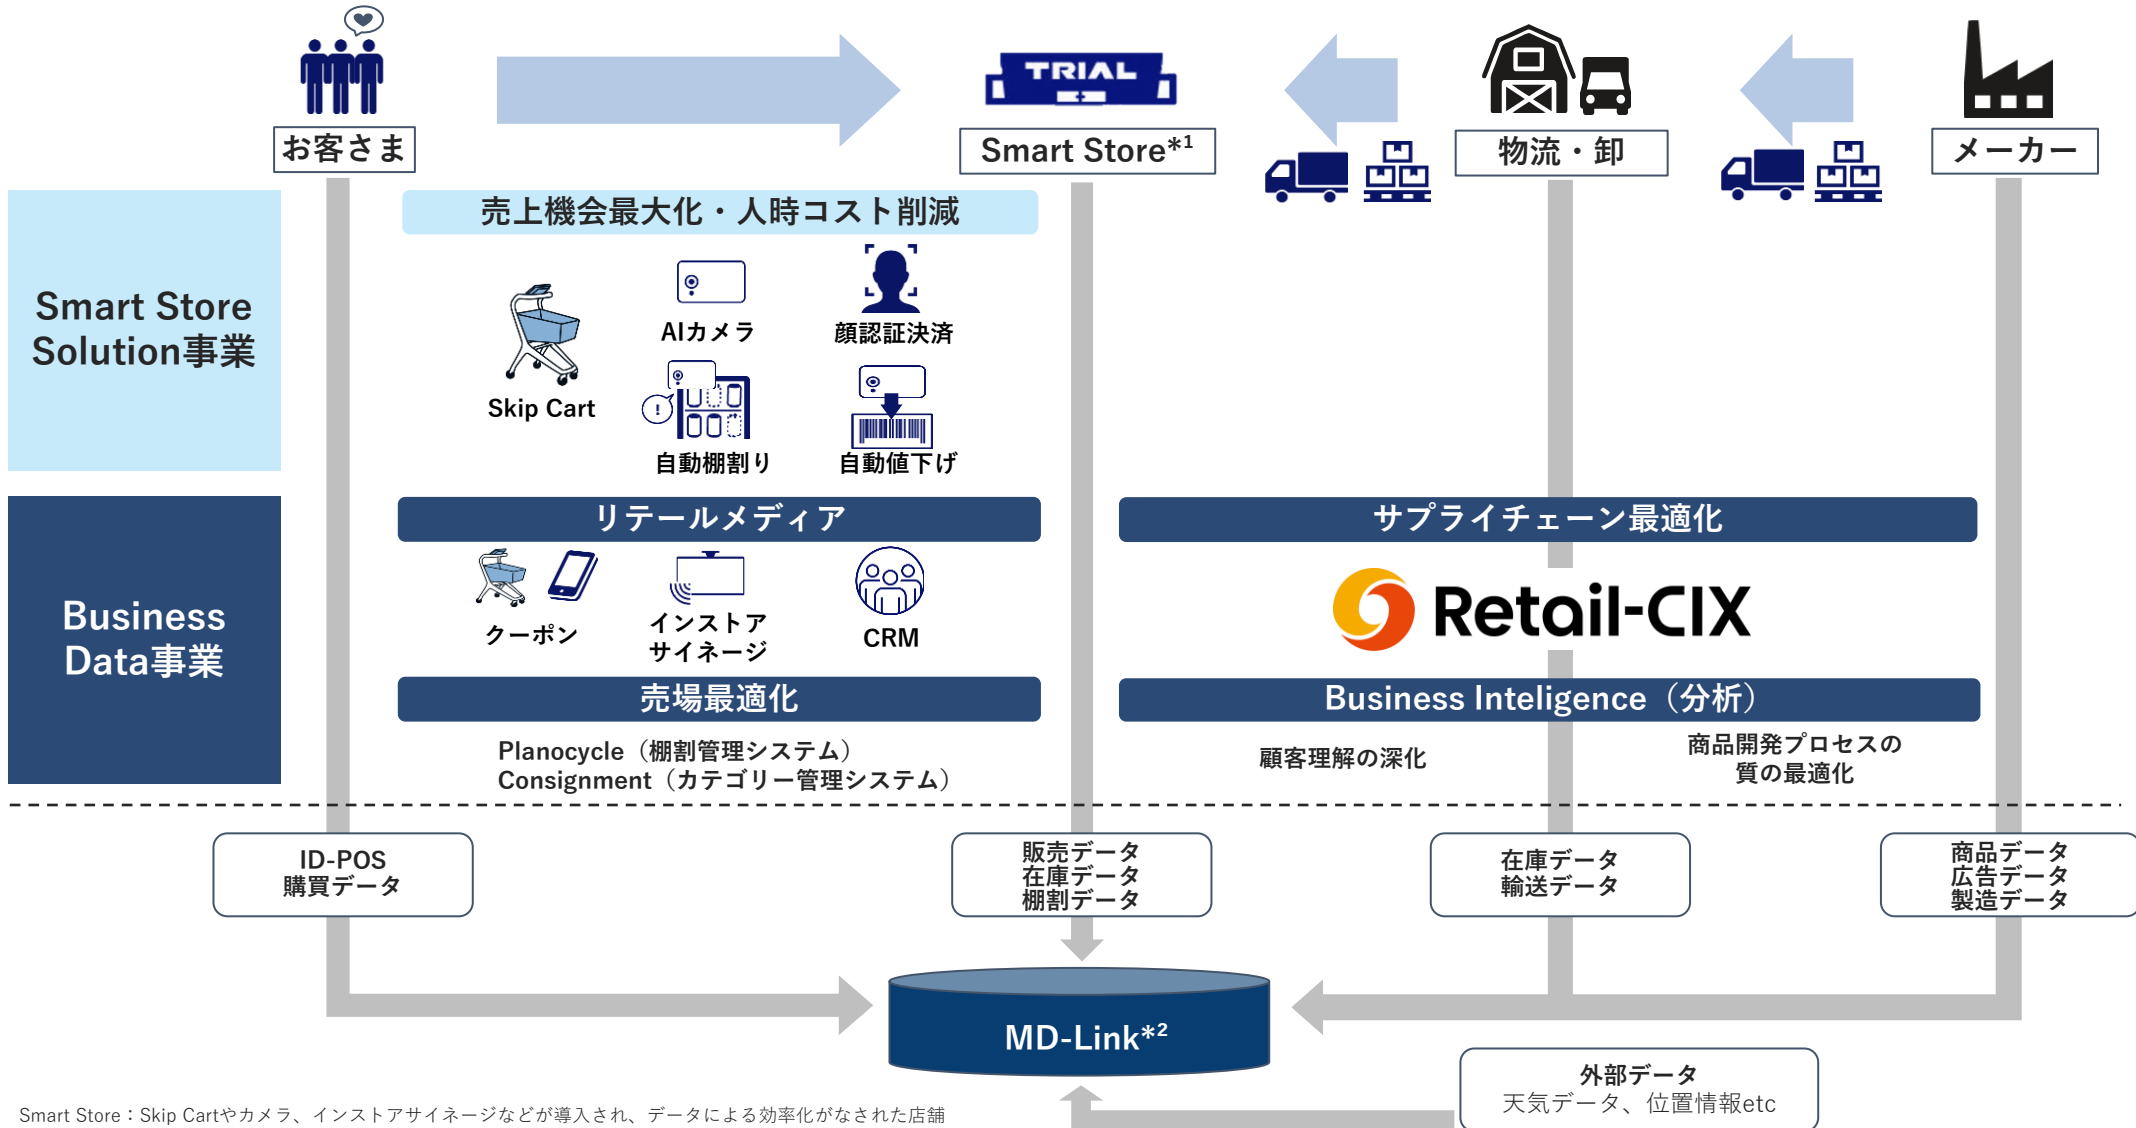 TRIAL
お客さま
Smart Store*1
物流・卸
メーカー
Smart Store
Solution事業
売上機会最大化・人時コスト削減
Skip Cart
AIカメラ
顔認証決済
自動棚割り
自動値下げ
Business
Data事業
リテールメディア
クーポン
インストア
サイネージ
CRM
売場最適化
Planocycle（棚割管理システム）
Consignment（カテゴリー管理システム）
サプライチェーン最適化
Retail-CIX
Business Inteligence（分析）
顧客理解の深化
商品開発プロセスの
質の最適化
ID-POS
購買データ
販売データ
在庫データ
棚割データ
在庫データ
輸送データ
商品データ
広告データ
製造データ
MD-Link*2
外部データ
天気データ、位置情報etc
Smart Store：Skip Cartやカメラ、インストアサイネージなどが導入され、データによる効率化がなされた店舗